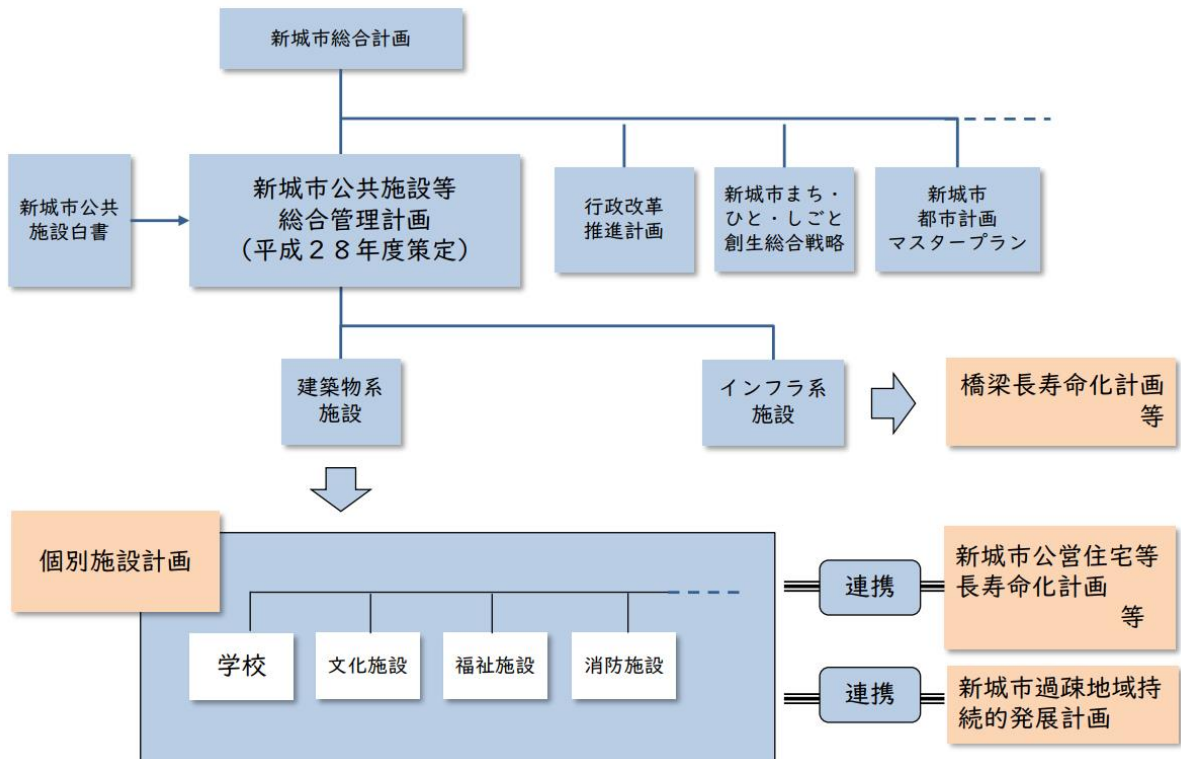 新城市総合計画
新城市公共
施設白書
新城市公共施設等
総合管理計画
（平成２８年度策定）
行政改革
推進計画
新城市まち・
ひと・しごと
創生総合戦略
新城市
都市計画
マスタープラン
建築物系
施設
インフラ系
施設
橋梁長寿命化計画
等
個別施設計画
学校
文化施設
福祉施設
消防施設
連携
新城市公営住宅等
長寿命化計画
等
連携
新城市過疎地域持
続的発展計画